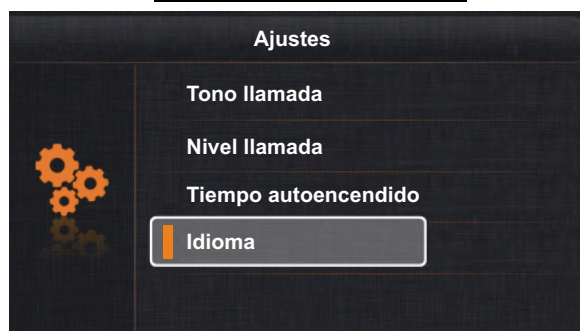 Ajustes
Tono llamada
Nivel llamada
Tiempo autoencendido
Idioma